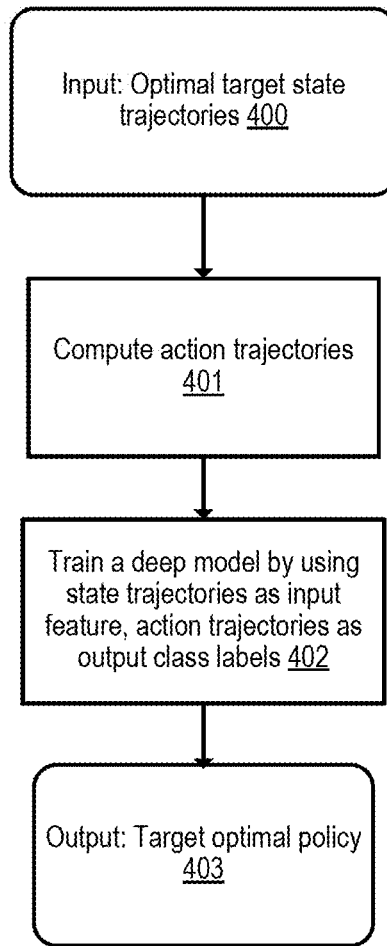 Input: Optimal target state
trajectories 400
Compute action trajectories
401
Train a deep model by using
state trajectories as input
feature, action trajectories as
output class labels 402
Output: Target optimal policy
403